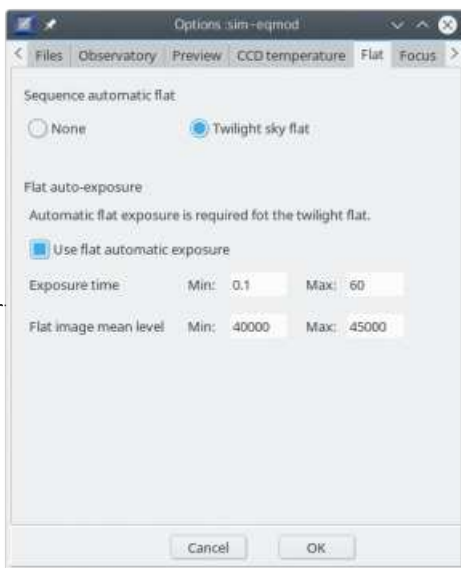 Options :sim-eqmod
Files Observatory Preview CCD temperature Flat Focus
Sequence automatic flat
None Twilight sky flat
Flat auto-exposure
Automatic flat exposure is required fot the twilight flat.
Use flat automatic exposure
Exposure time Min: 0.1 Max: 60
Flat image mean level Min: 40000 Max: 45000
Cancel OK